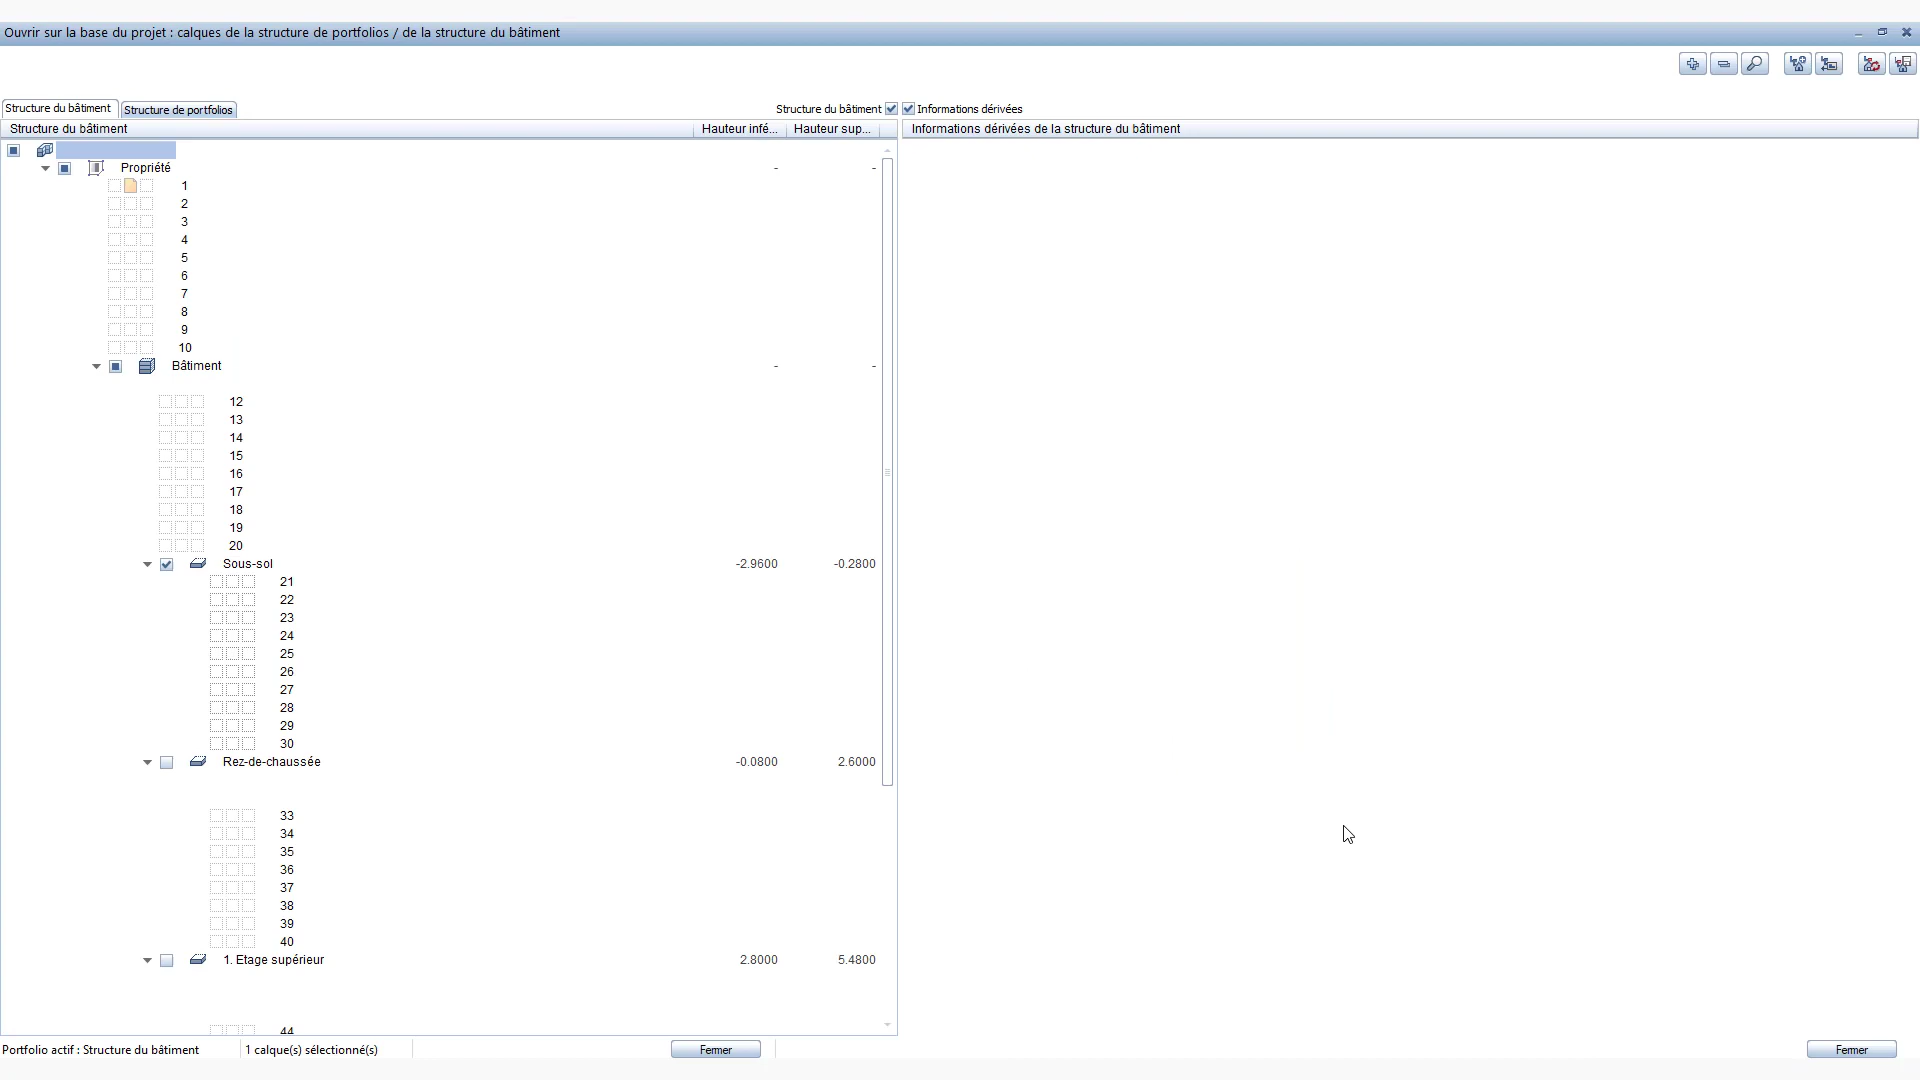 Ouvrir sur la base du projet : calques de la structure de portfolios / de la structure du bâtiment
Structure du bâtiment
Structure de portfolios
Structure du bâtiment
Informations dérivées
Structure du bâtiment
Hauteur infé...
Hauteur sup...
Informations dérivées de la structure du bâtiment
Propriété - -
1
2
3
4
5
6
7
8
9
10
Bâtiment - -
12
13
14
15
16
17
18
19
20
Sous-sol -2.9600 -0.2800
21
22
23
24
25
26
27
28
29
30
Rez-de-chaussée -0.0800 2.6000
33
34
35
36
37
38
39
40
1. Etage supérieur 2.8000 5.4800
44
Portfolio actif : Structure du bâtiment
1 calque(s) sélectionné(s)
Fermer
Fermer